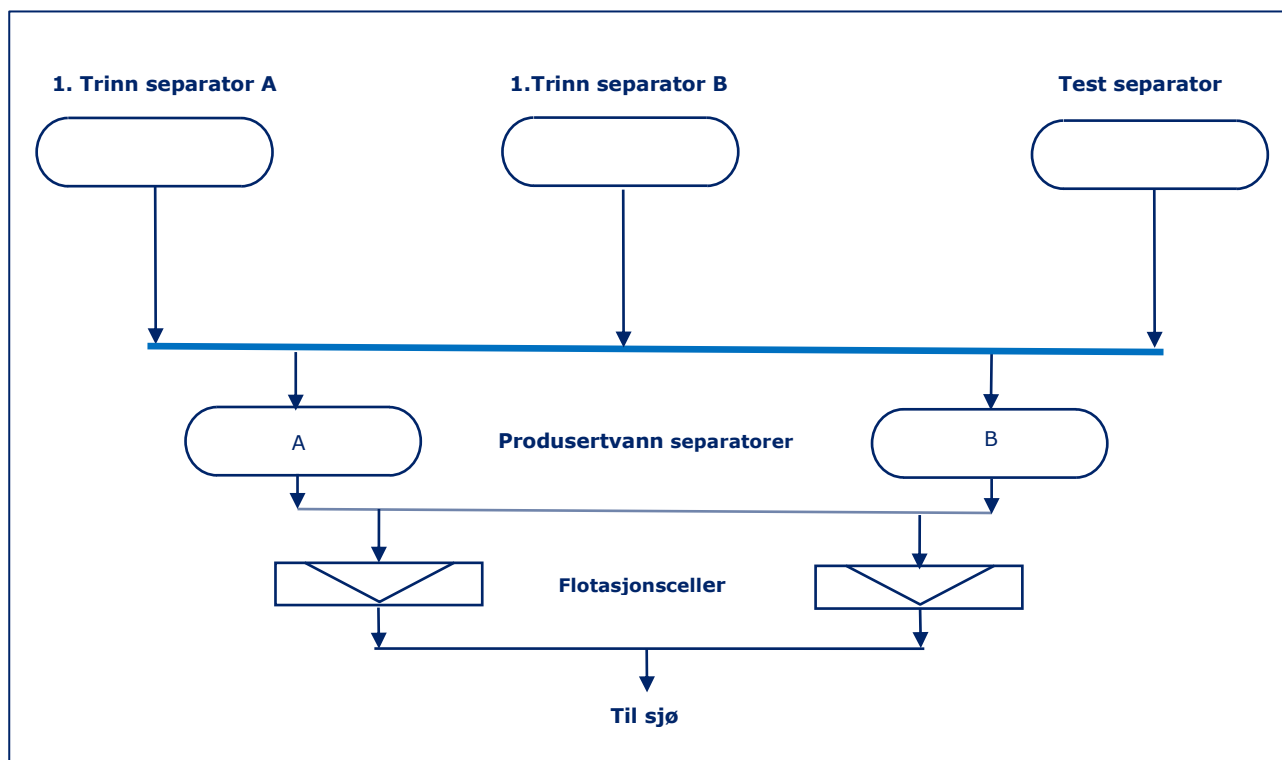 1. Trinn separator A
1.Trinn separator B
Test separator
A
Produsertvann separatorer
B
Flotasjonsceller
Til sjø